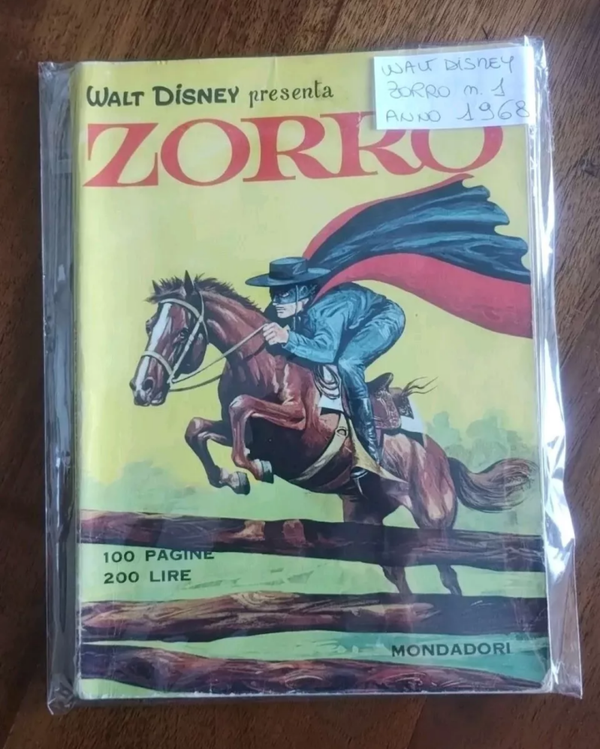 WALT DISNEY presenta
WALT DISNEY
ZORRO n. 1
ANNO 1968
ZORRO
100 PAGINE
200 LIRE
MONDADORI